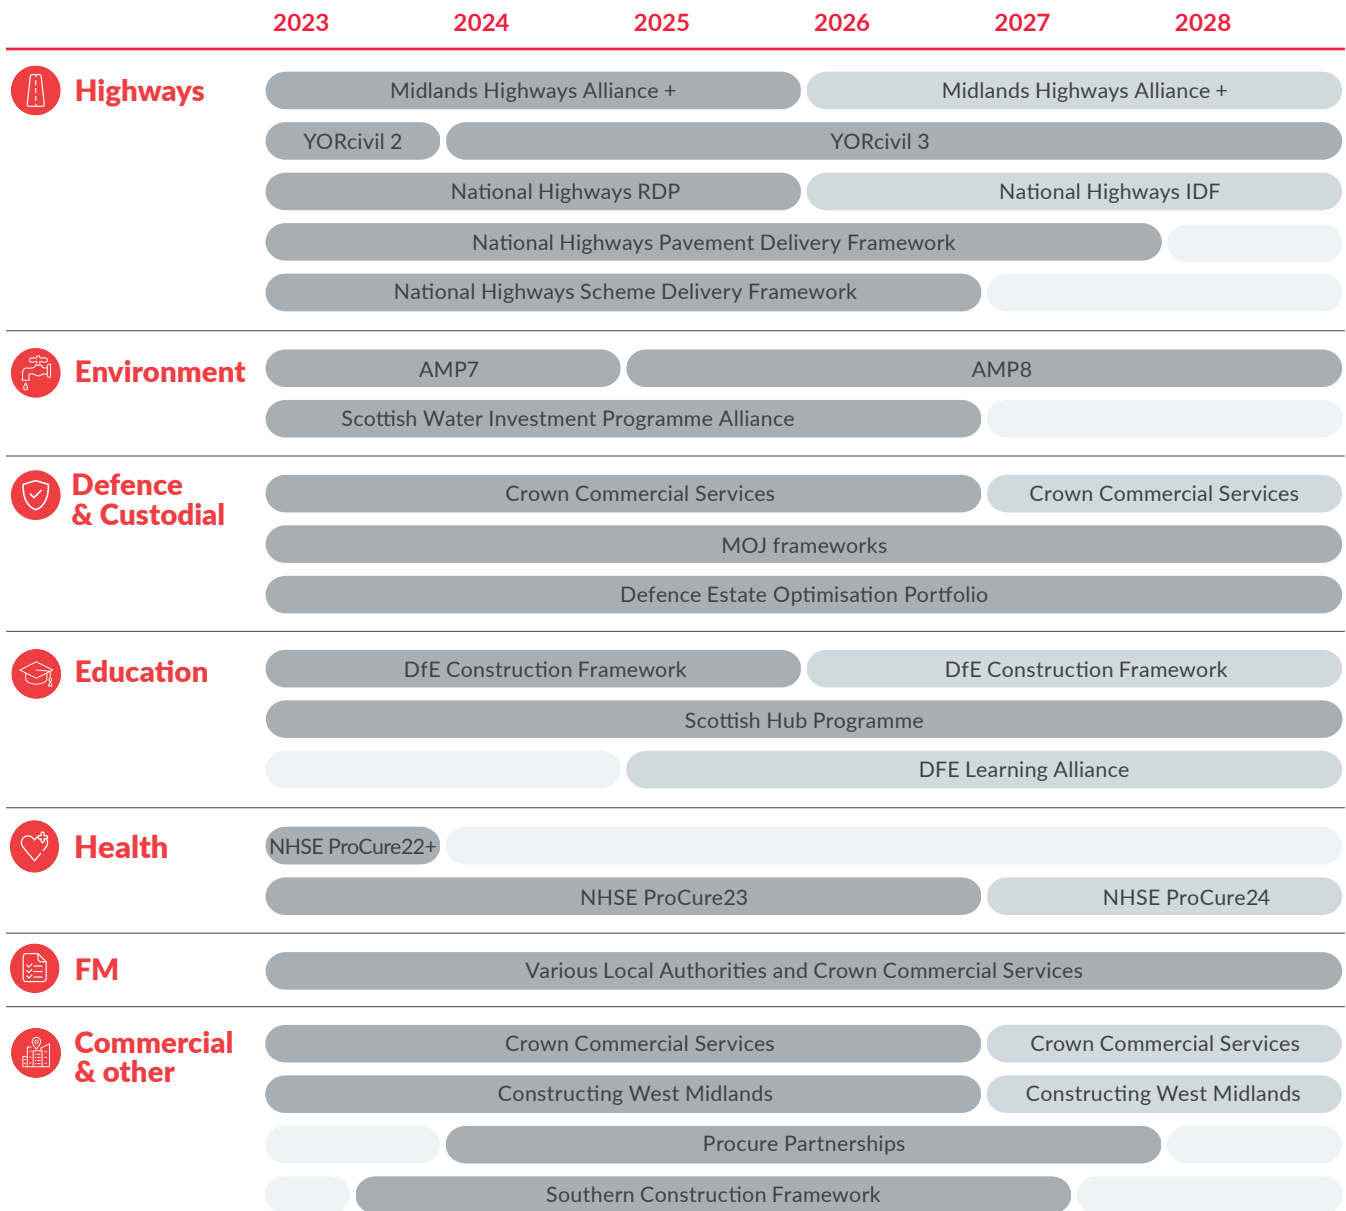 2023 2024 2025 2026 2027 2028
Highways
Midlands Highways Alliance + Midlands Highways Alliance +
YORcivil 2 YORcivil 3
National Highways RDP National Highways IDF
National Highways Pavement Delivery Framework
National Highways Scheme Delivery Framework
Environment
AMP7 AMP8
Scottish Water Investment Programme Alliance
Defence
& Custodial
Crown Commercial Services Crown Commercial Services
MOJ frameworks
Defence Estate Optimisation Portfolio
Education
DfE Construction Framework DfE Construction Framework
Scottish Hub Programme
DFE Learning Alliance
Health
NHSE ProCure22+
NHSE ProCure23 NHSE ProCure24
FM
Various Local Authorities and Crown Commercial Services
Commercial
& other
Crown Commercial Services Crown Commercial Services
Constructing West Midlands Constructing West Midlands
Procure Partnerships
Southern Construction Framework